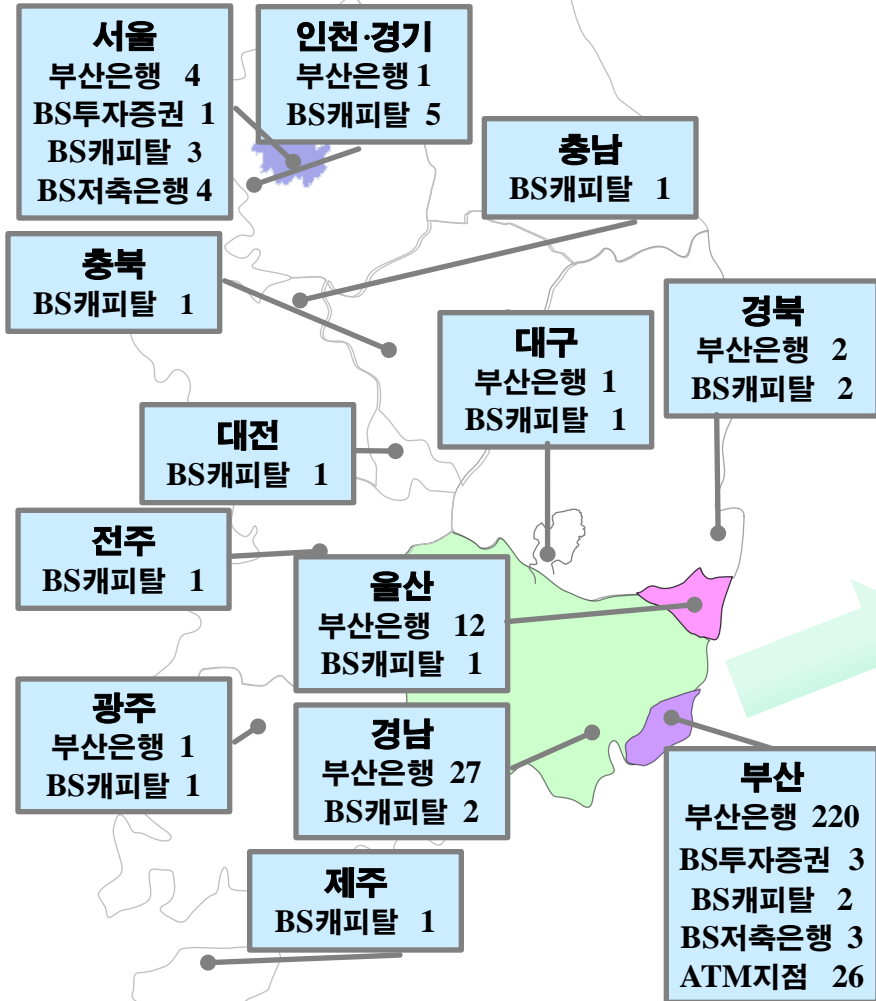 서울
부산은행 4
BS투자증권 1
BS캐피탈 3
BS저축은행 4
인천·경기
부산은행 1
BS캐피탈 5
충남
BS캐피탈 1
충북
BS캐피탈 1
대구
부산은행 1
BS캐피탈 1
경북
부산은행 2
BS캐피탈 2
대전
BS캐피탈 1
전주
BS캐피탈 1
울산
부산은행 12
BS캐피탈 1
광주
부산은행 1
BS캐피탈 1
경남
부산은행 27
BS캐피탈 2
부산
부산은행 220
BS투자증권 3
BS캐피탈 2
BS저축은행 3
ATM지점 26
제주
BS캐피탈 1